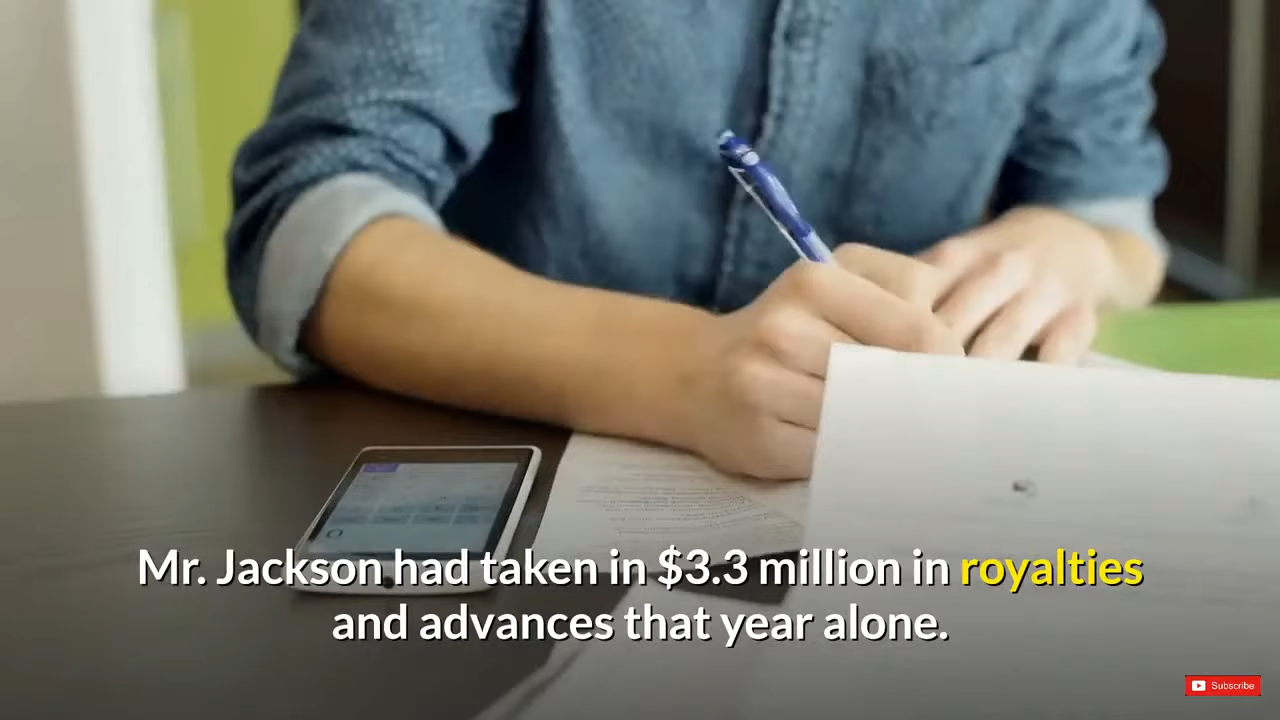 Mr. Jackson had taken in $3.3 million in royalties
and advances that year alone.
Subscribe